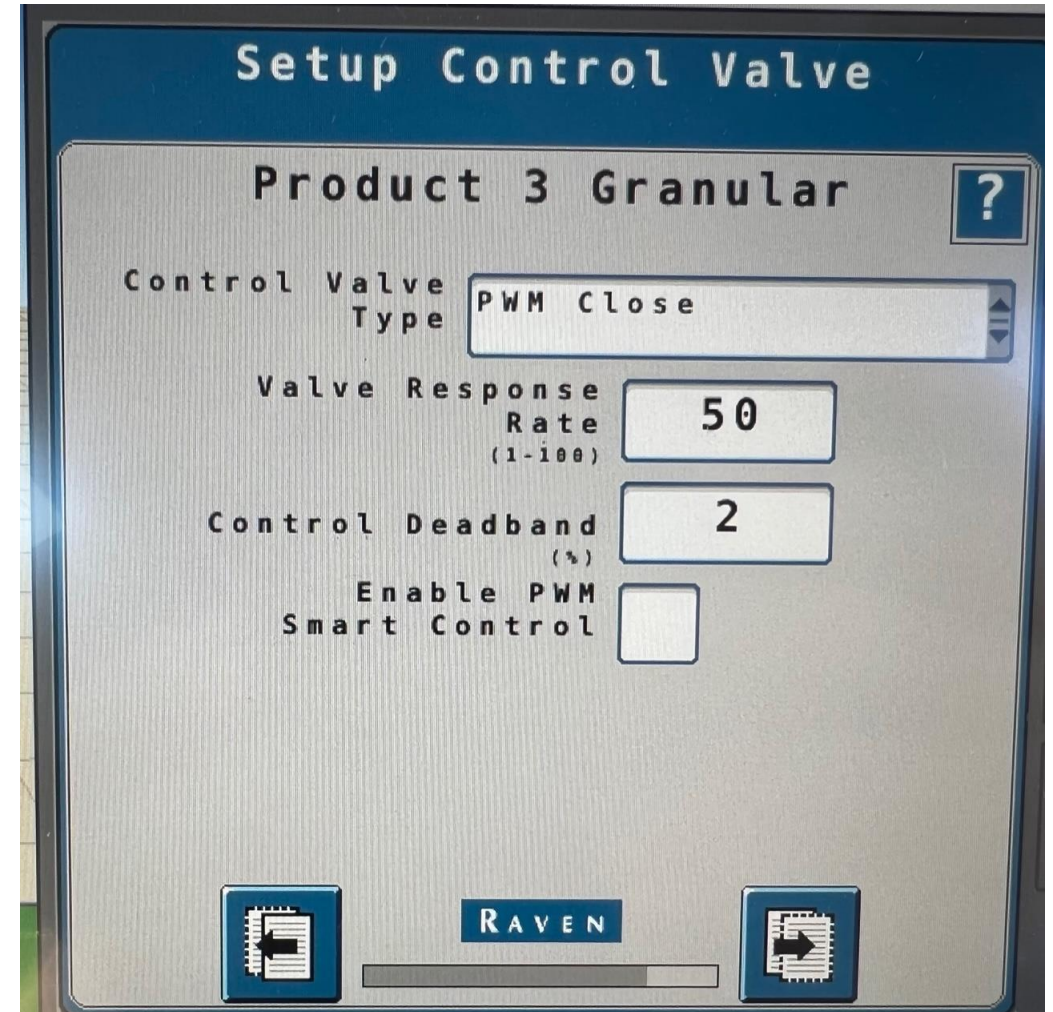 Setup Control Valve
Product 3 Granular
?
Control Valve
Type
PWM Close
Valve Response
Rate
(1-100)
50
Control Deadband
(%)
2
Enable PWM
Smart Control
RAVEN